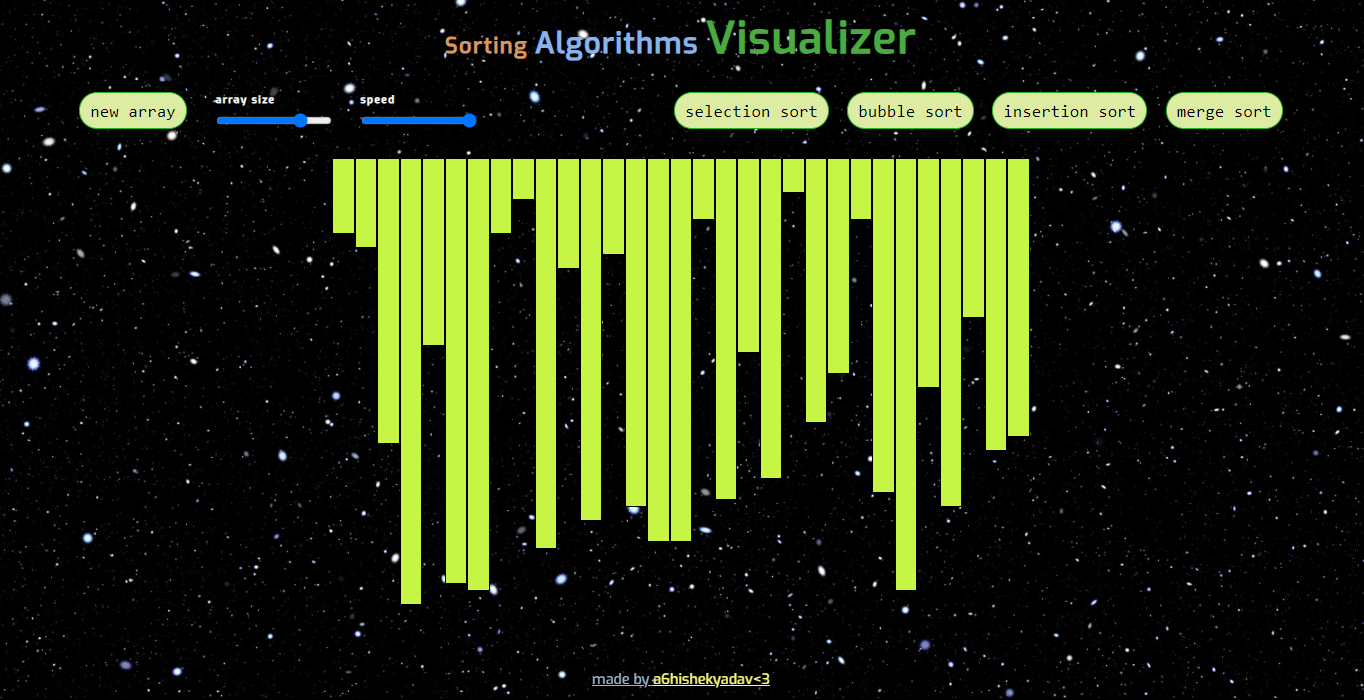 Sorting Algorithms Visualizer
new array array size speed selection sort bubble sort insertion sort merge sort
made by a6hishekyadav<3